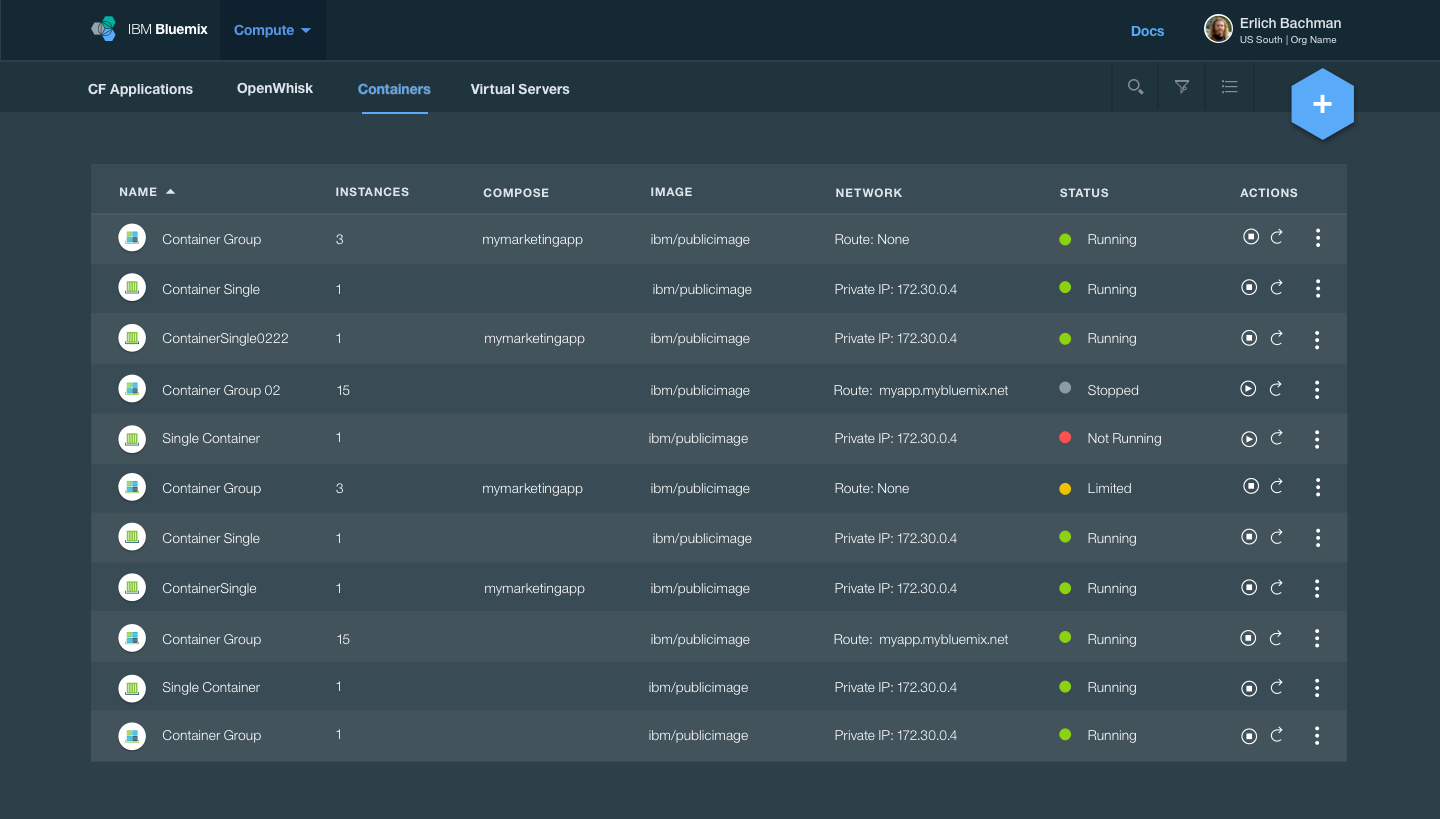 IBM Bluemix Compute Docs Erlich Bachman
US South | Org Name
CF Applications OpenWhisk Containers Virtual Servers
NAME INSTANCES COMPOSE IMAGE NETWORK STATUS ACTIONS
Container Group 3 mymarketingapp ibm/publicimage Route: None Running
Container Single 1 ibm/publicimage Private IP: 172.30.0.4 Running
ContainerSingle0222 1 mymarketingapp ibm/publicimage Private IP: 172.30.0.4 Running
Container Group 02 15 ibm/publicimage Route: myapp.mybluemix.net Stopped
Single Container 1 ibm/publicimage Private IP: 172.30.0.4 Not Running
Container Group 3 mymarketingapp ibm/publicimage Route: None Limited
Container Single 1 ibm/publicimage Private IP: 172.30.0.4 Running
ContainerSingle 1 mymarketingapp ibm/publicimage Private IP: 172.30.0.4 Running
Container Group 15 ibm/publicimage Route: myapp.mybluemix.net Running
Single Container 1 ibm/publicimage Private IP: 172.30.0.4 Running
Container Group 1 ibm/publicimage Private IP: 172.30.0.4 Running